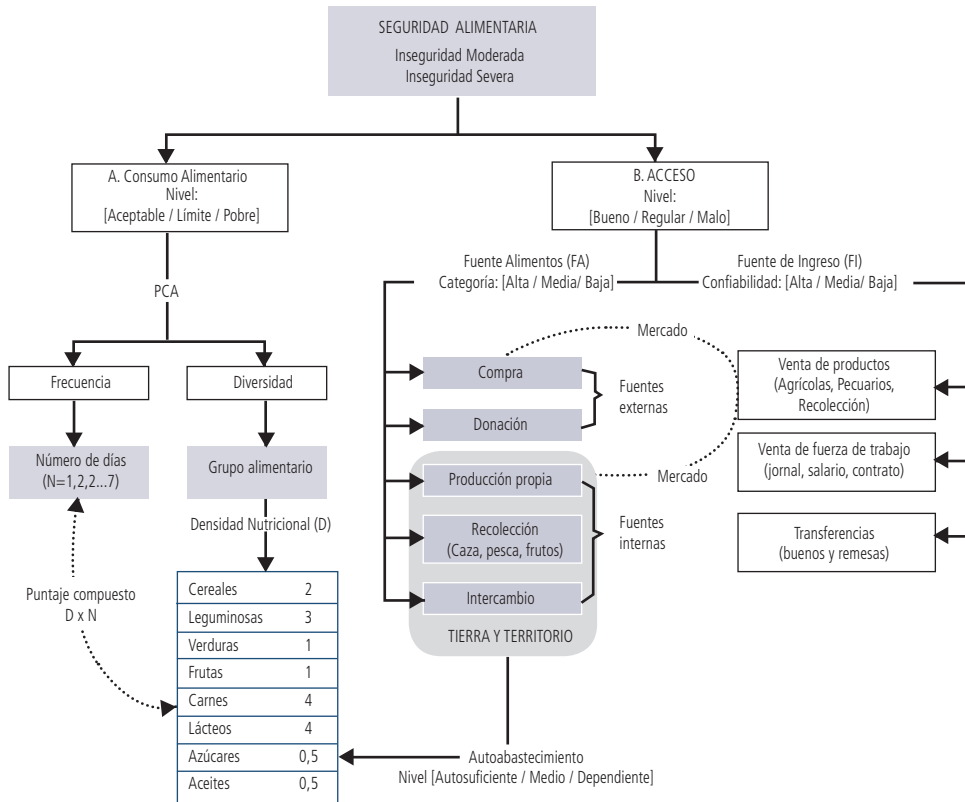 SEGURIDAD ALIMENTARIA
Inseguridad Moderada
Inseguridad Severa
A. Consumo Alimentario
Nivel:
[Aceptable / Límite / Pobre]
B. ACCESO
Nivel:
[Bueno / Regular / Malo]
PCA
Fuente Alimentos (FA)
Categoría: [Alta / Media/ Baja]
Fuente de Ingreso (FI)
Confiabilidad: [Alta / Media/ Baja]
Frecuencia
Diversidad
Número de días
(N=1,2,2...7)
Grupo alimentario
Densidad Nutricional (D)
Puntaje compuesto
D x N
Cereales 2
Leguminosas 3
Verduras 1
Frutas 1
Carnes 4
Lácteos 4
Azúcares 0,5
Aceites 0,5
Mercado
Compra
Donación
Fuentes
externas
Producción propia
Mercado
Recolección
(Caza, pesca, frutos)
Intercambio
Fuentes
internas
TIERRA Y TERRITORIO
Autoabastecimiento
Nivel [Autosuficiente / Medio / Dependiente]
Venta de productos
(Agrícolas, Pecuarios,
Recolección)
Venta de fuerza de trabajo
(jornal, salario, contrato)
Transferencias
(buenos y remesas)